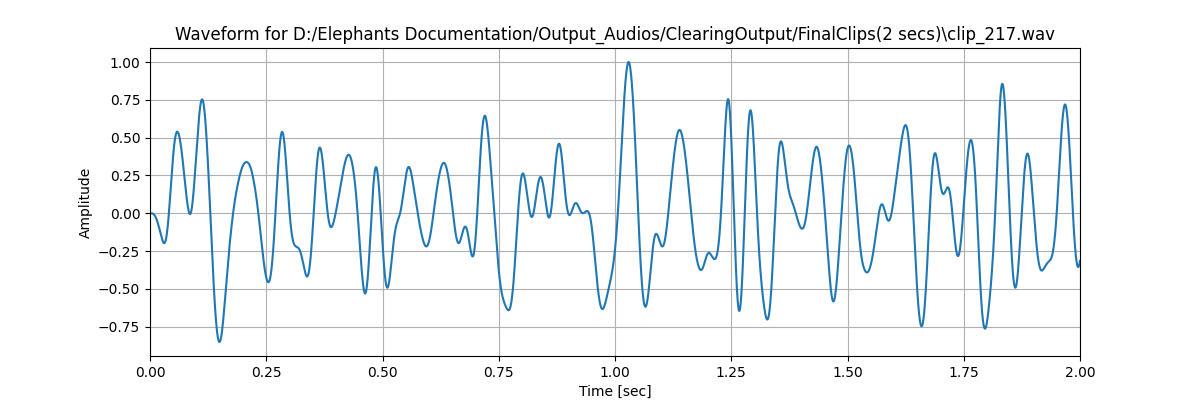 Waveform for D:/Elephants Documentation/Output_Audios/ClearingOutput/FinalClips(2 secs)\clip_217.wav
1.00
0.75
0.50
0.25
0.00
−0.25
−0.50
−0.75
Amplitude
0.00 0.25 0.50 0.75 1.00 1.25 1.50 1.75 2.00
Time [sec]